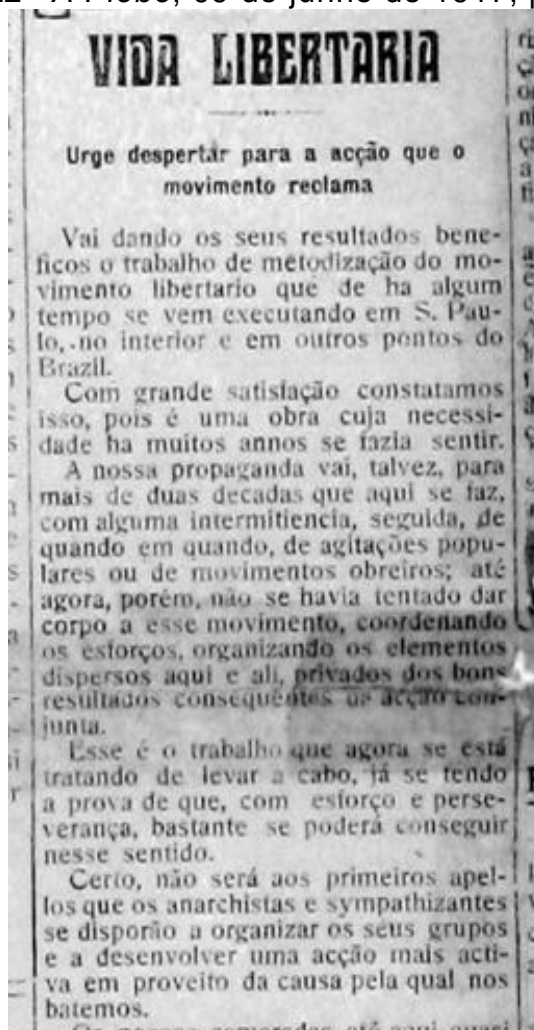 VIDA LIBERTARIA
Urge despertar para a acção que o
movimento reclama
Vai dando os seus resultados bene-
ficos o trabalho de metodização do mo-
vimento libertario que de ha algum
tempo se vem executando em S. Pau-
lo, no interior e em outros pontos do
Brazil.
Com grande satisfação constatamos
isso, pois é uma obra cuja necessi-
dade ha muitos annos se fazia sentir.
A nossa propaganda vai, talvez, para
mais de duas decadas que aqui se faz,
com alguma intermitiencia, seguida, de
quando em quando, de agitações popu-
lares ou de movimentos obreiros; até
agora, porém, não se havia tentado dar
corpo a esse movimento, coordenando
os esforços, organizando os elementos
dispersos aqui e ali, privados dos bons
resultados consequentes da acção con-
junta.
Esse é o trabalho que agora se está
tratando de levar a cabo, já se tendo
a prova de que, com esforço e perse-
verança, bastante se poderá conseguir
nesse sentido.
Certo, não será aos primeiros apel-
los que os anarchistas e sympathizantes
se disporão a organizar os seus grupos
e a desenvolver uma acção mais acti-
va em proveito da causa pela qual nos
batemos.